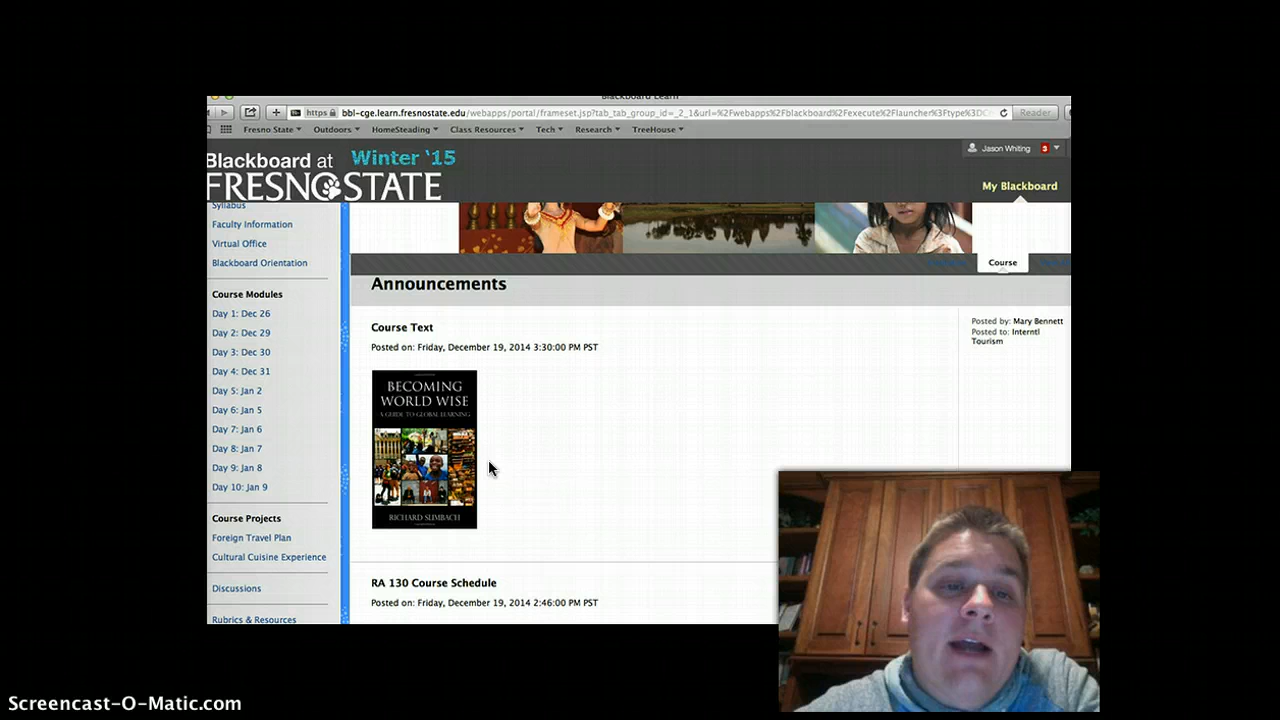 Blackboard Learn
https bbl-cge.learn.fresnostate.edu/webapps/portal/frameset.jsp?tab_tab_group_id=_2_1&url=%2Fwebapps%2Fblackboard%2Fexecute%2Flauncher%3Ftype%3DC Reader
Fresno State Outdoors HomeSteading Class Resources Tech Research TreeHouse
Blackboard at Winter '15
FRESNO STATE
Jason Whiting 3
My Blackboard
Syllabus
Faculty Information
Virtual Office
Blackboard Orientation
Course Modules
Day 1: Dec 26
Day 2: Dec 29
Day 3: Dec 30
Day 4: Dec 31
Day 5: Jan 2
Day 6: Jan 5
Day 7: Jan 6
Day 8: Jan 7
Day 9: Jan 8
Day 10: Jan 9
Course Projects
Foreign Travel Plan
Cultural Cuisine Experience
Discussions
Rubrics & Resources
Course
Announcements
Course Text
Posted on: Friday, December 19, 2014 3:30:00 PM PST
Posted by: Mary Bennett
Posted to: Interntl
Tourism
BECOMING
WORLD WISE
A GUIDE TO GLOBAL LEARNING
RICHARD SLIMBACH
RA 130 Course Schedule
Posted on: Friday, December 19, 2014 2:46:00 PM PST
Screencast-O-Matic.com